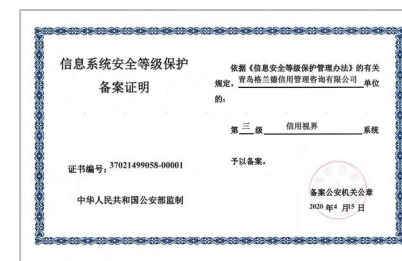 信息系统安全等级保护
备案证明
证书编号：37021499058-00001
中华人民共和国公安部监制
依据《信息安全等级保护管理办法》的有关
规定，青岛格兰德信用管理咨询有限公司 单位
的：
第 三 级 信用视界 系统
予以备案。
备案公安机关公章
2020 年4 月15 日